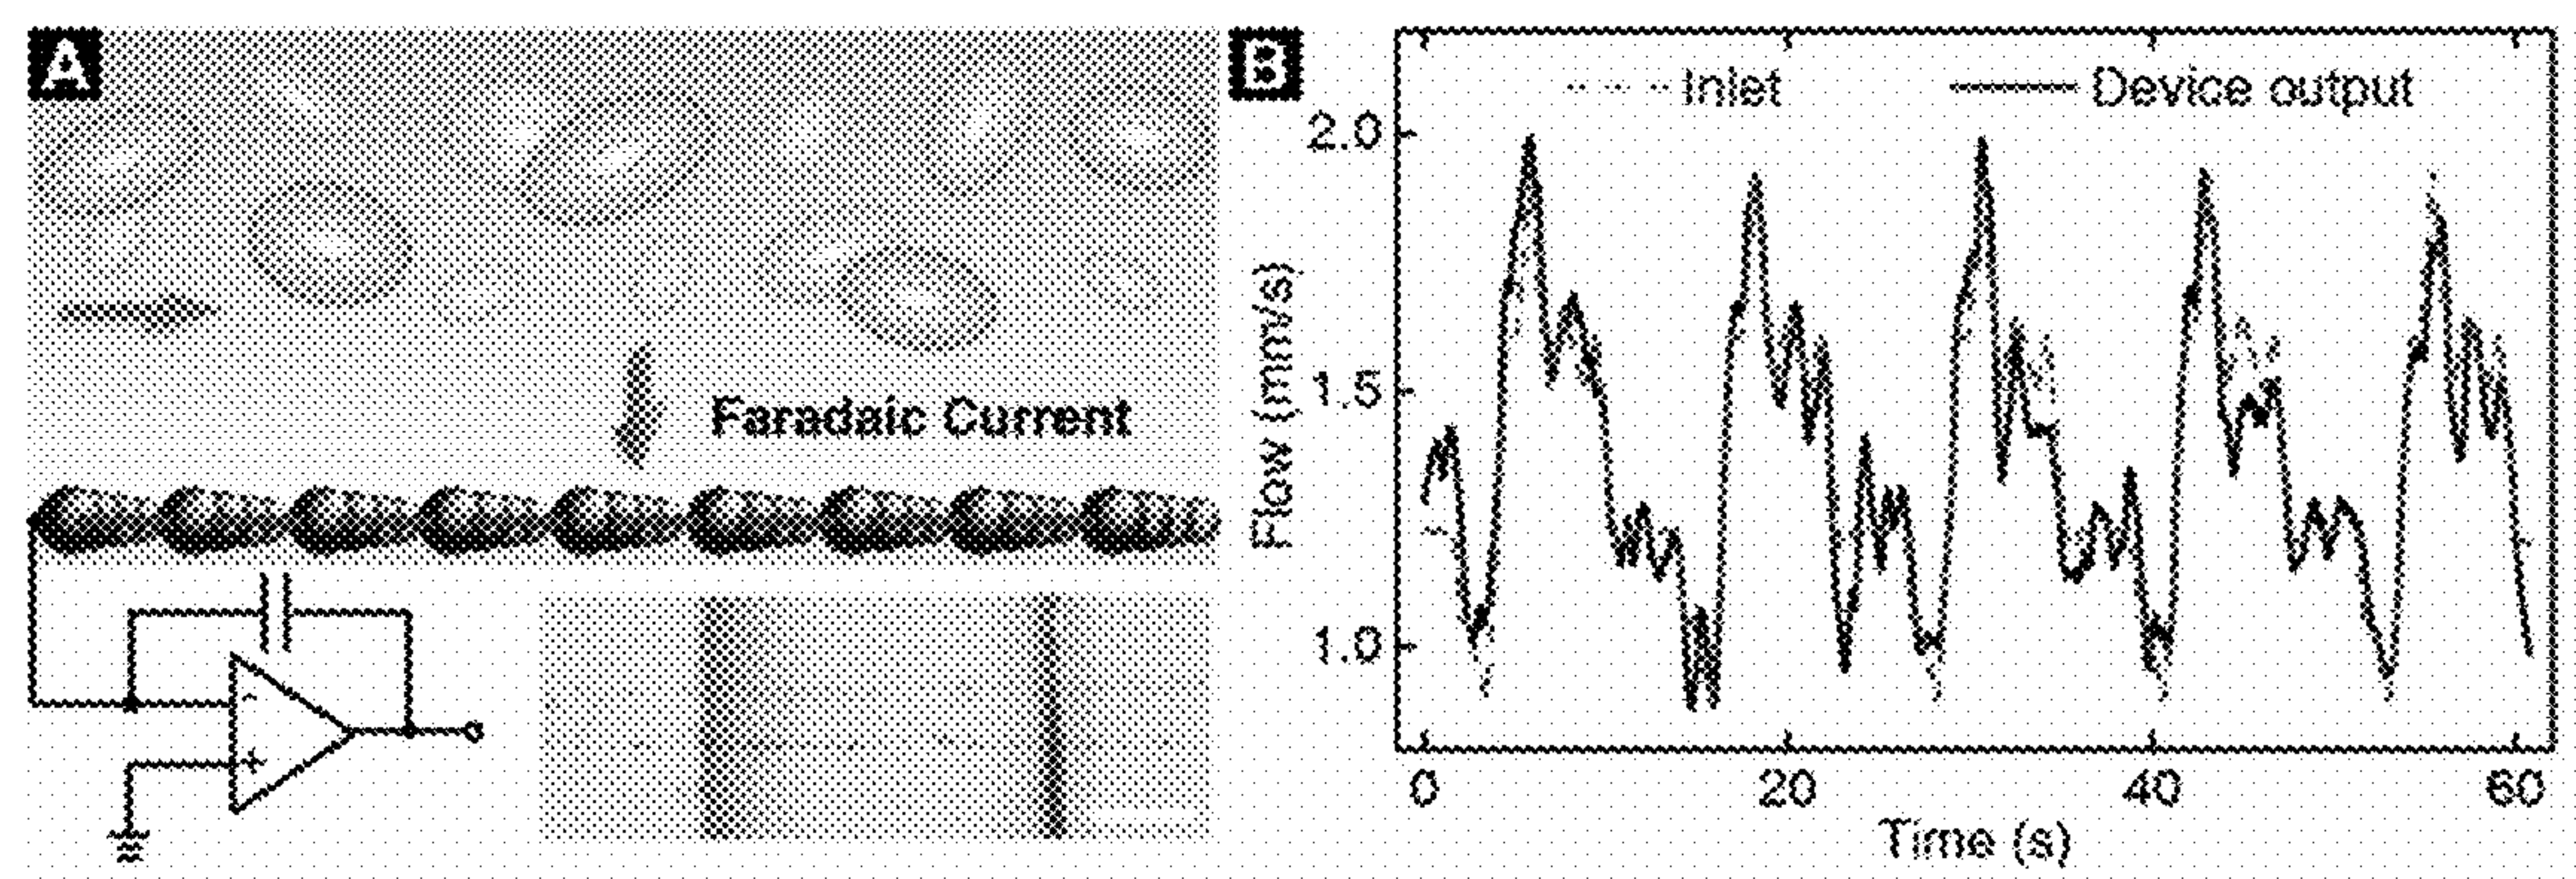 A
Faradaic Current
-
+
B
Inlet
Device output
2.0
1.5
1.0
Flow (mm/s)
0
20
40
60
Time (s)